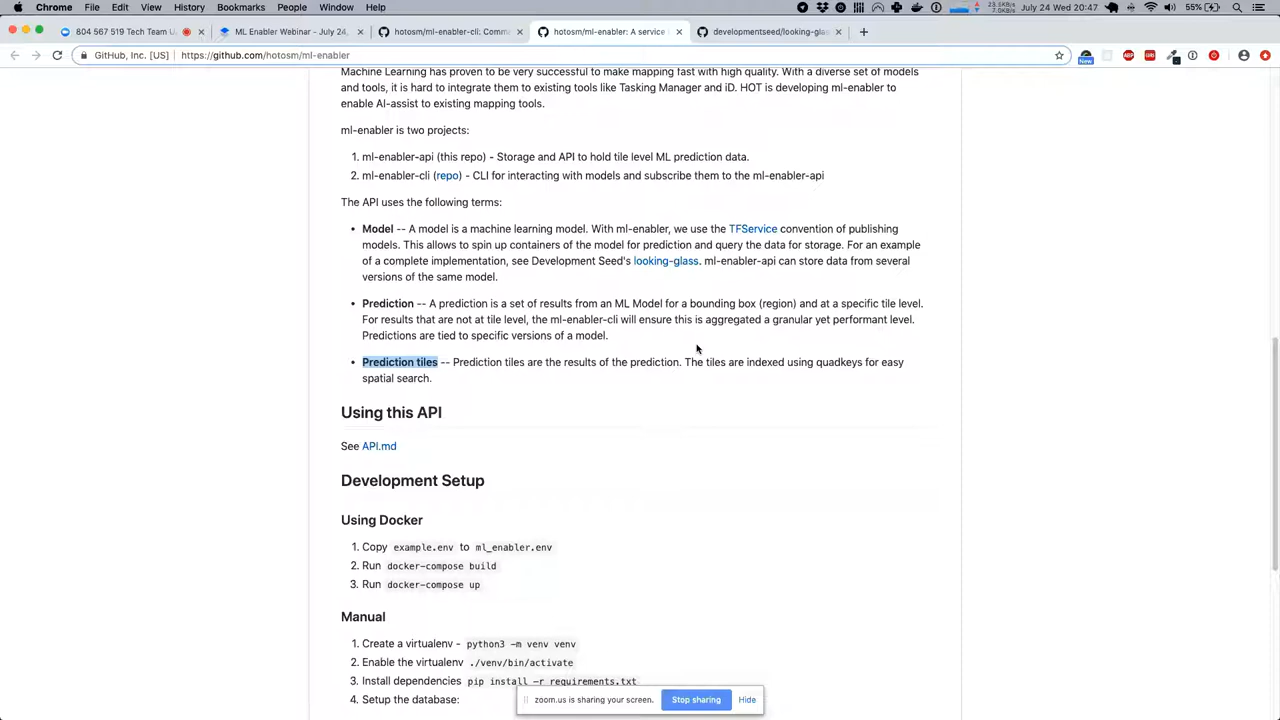 Chrome File Edit View History Bookmarks People Window Help 23.1KB/s 7.0KB/s July 24 Wed 20:47 55%
804 567 519 Tech Team U ML Enabler Webinar - July 24, hotosm/ml-enabler-cli: Comm hotosm/ml-enabler: A service developmentseed/looking-glas
GitHub, Inc. [US] https://github.com/hotosm/ml-enabler New ABP
Machine Learning has proven to be very successful to make mapping fast with high quality. With a diverse set of models
and tools, it is hard to integrate them to existing tools like Tasking Manager and iD. HOT is developing ml-enabler to
enable AI-assist to existing mapping tools.
ml-enabler is two projects:
1. ml-enabler-api (this repo) - Storage and API to hold tile level ML prediction data.
2. ml-enabler-cli (repo) - CLI for interacting with models and subscribe them to the ml-enabler-api
The API uses the following terms:
• Model -- A model is a machine learning model. With ml-enabler, we use the TFService convention of publishing
models. This allows to spin up containers of the model for prediction and query the data for storage. For an example
of a complete implementation, see Development Seed's looking-glass. ml-enabler-api can store data from several
versions of the same model.
• Prediction -- A prediction is a set of results from an ML Model for a bounding box (region) and at a specific tile level.
For results that are not at tile level, the ml-enabler-cli will ensure this is aggregated a granular yet performant level.
Predictions are tied to specific versions of a model.
• Prediction tiles -- Prediction tiles are the results of the prediction. The tiles are indexed using quadkeys for easy
spatial search.
Using this API
See API.md
Development Setup
Using Docker
1. Copy example.env to ml_enabler.env
2. Run docker-compose build
3. Run docker-compose up
Manual
1. Create a virtualenv - python3 -m venv venv
2. Enable the virtualenv ./venv/bin/activate
3. Install dependencies pip install -r requirements.txt
4. Setup the database:
zoom.us is sharing your screen. Stop sharing Hide